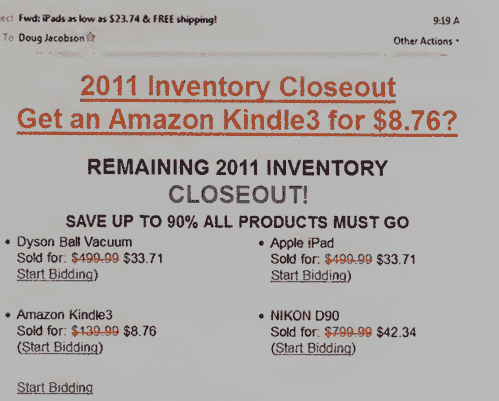 ect Fwd: iPads as low as $23.74 & FREE shipping!
9:19 A
To Doug Jacobson
Other Actions
2011 Inventory Closeout
Get an Amazon Kindle3 for $8.76?
REMAINING 2011 INVENTORY
CLOSEOUT!
SAVE UP TO 90% ALL PRODUCTS MUST GO
• Dyson Ball Vacuum
Sold for: $499.99 $33.71
Start Bidding)
• Apple iPad
Sold for: $499.99 $33.71
Start Bidding)
• Amazon Kindle3
Sold for: $139.99 $8.76
(Start Bidding)
• NIKON D90
Sold for: $799.99 $42.34
(Start Bidding)
Start Bidding